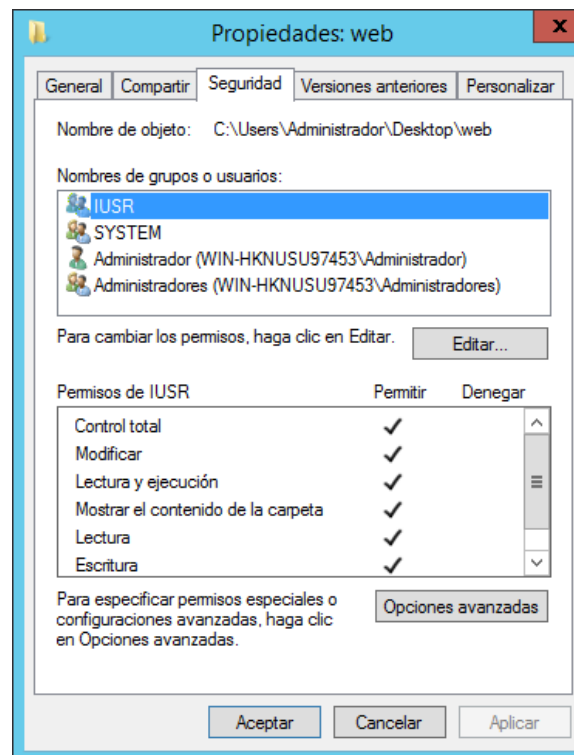 Propiedades: web
x
General Compartir Seguridad Versiones anteriores Personalizar
Nombre de objeto: C:\Users\Administrador\Desktop\web
Nombres de grupos o usuarios:
IUSR
SYSTEM
Administrador (WIN-HKNUSU97453\Administrador)
Administradores (WIN-HKNUSU97453\Administradores)
Para cambiar los permisos, haga clic en Editar. Editar...
Permisos de IUSR Permitir Denegar
Control total
Modificar
Lectura y ejecución
Mostrar el contenido de la carpeta
Lectura
Escritura
Para especificar permisos especiales o
configuraciones avanzadas, haga clic
en Opciones avanzadas.
Opciones avanzadas
Aceptar Cancelar Aplicar